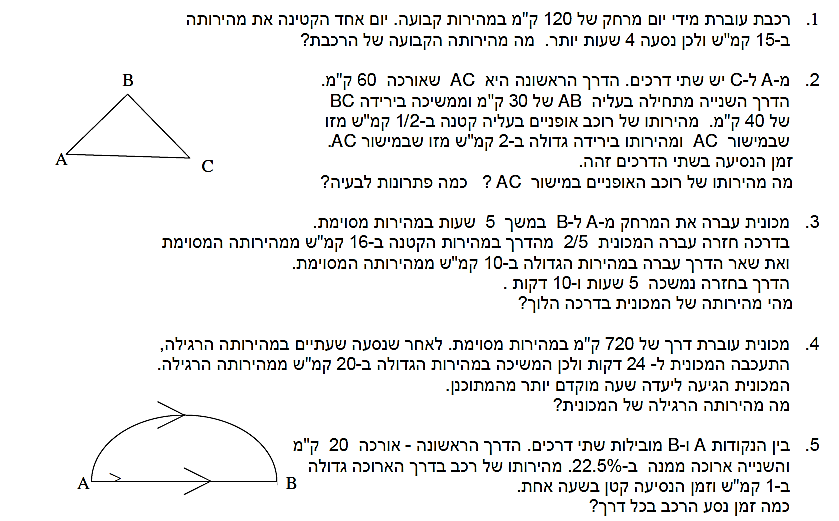 1. רכבת עוברת מידי יום מרחק של 120 ק"מ במהירות קבועה. יום אחד הקטינה את מהירותה
ב-15 קמ"ש ולכן נסעה 4 שעות יותר. מה מהירותה הקבועה של הרכבת?
2. מ-A ל-C יש שתי דרכים. הדרך הראשונה היא AC שאורכה 60 ק"מ.
הדרך השנייה מתחילה בעליה AB של 30 ק"מ וממשיכה בירידה BC
של 40 ק"מ. מהירותו של רוכב אופניים בעליה קטנה ב-1/2 קמ"ש מזו
שבמישור AC ומהירותו בירידה גדולה ב-2 קמ"ש מזו שבמישור AC.
זמן הנסיעה בשתי הדרכים זהה.
מה מהירותו של רוכב האופניים במישור AC ? כמה פתרונות לבעיה?
B
A
C
3. מכונית עברה את המרחק מ-A ל-B במשך 5 שעות במהירות מסוימת.
בדרכה חזרה עברה המכונית 2/5 מהדרך במהירות הקטנה ב-16 קמ"ש ממהירותה המסוימת
ואת שאר הדרך עברה במהירות הגדולה ב-10 קמ"ש ממהירותה המסוימת.
הדרך בחזרה נמשכה 5 שעות ו-10 דקות .
מהי מהירותה של המכונית בדרכה הלוך?
4. מכונית עוברת דרך של 720 ק"מ במהירות מסוימת. לאחר שנסעה שעתיים במהירותה הרגילה,
התעכבה המכונית ל- 24 דקות ולכן המשיכה במהירות הגדולה ב-20 קמ"ש ממהירותה הרגילה.
המכונית הגיעה ליעדה שעה מוקדם יותר מהמתוכנן.
מה מהירותה הרגילה של המכונית?
5. בין הנקודות A ו-B מובילות שתי דרכים. הדרך הראשונה - אורכה 20 ק"מ
והשנייה ארוכה ממנה ב-22.5%. מהירותו של רכב בדרך הארוכה גדולה
ב-1 קמ"ש וזמן הנסיעה קטן בשעה אחת.
כמה זמן נסע הרכב בכל דרך?
A
B